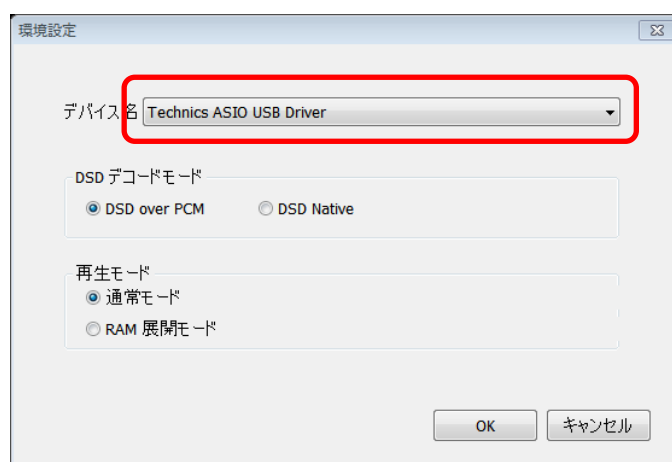 環境設定
デバイス名 Technics ASIO USB Driver
DSD デコードモード
DSD over PCM DSD Native
再生モード
通常モード
RAM 展開モード
OK キャンセル